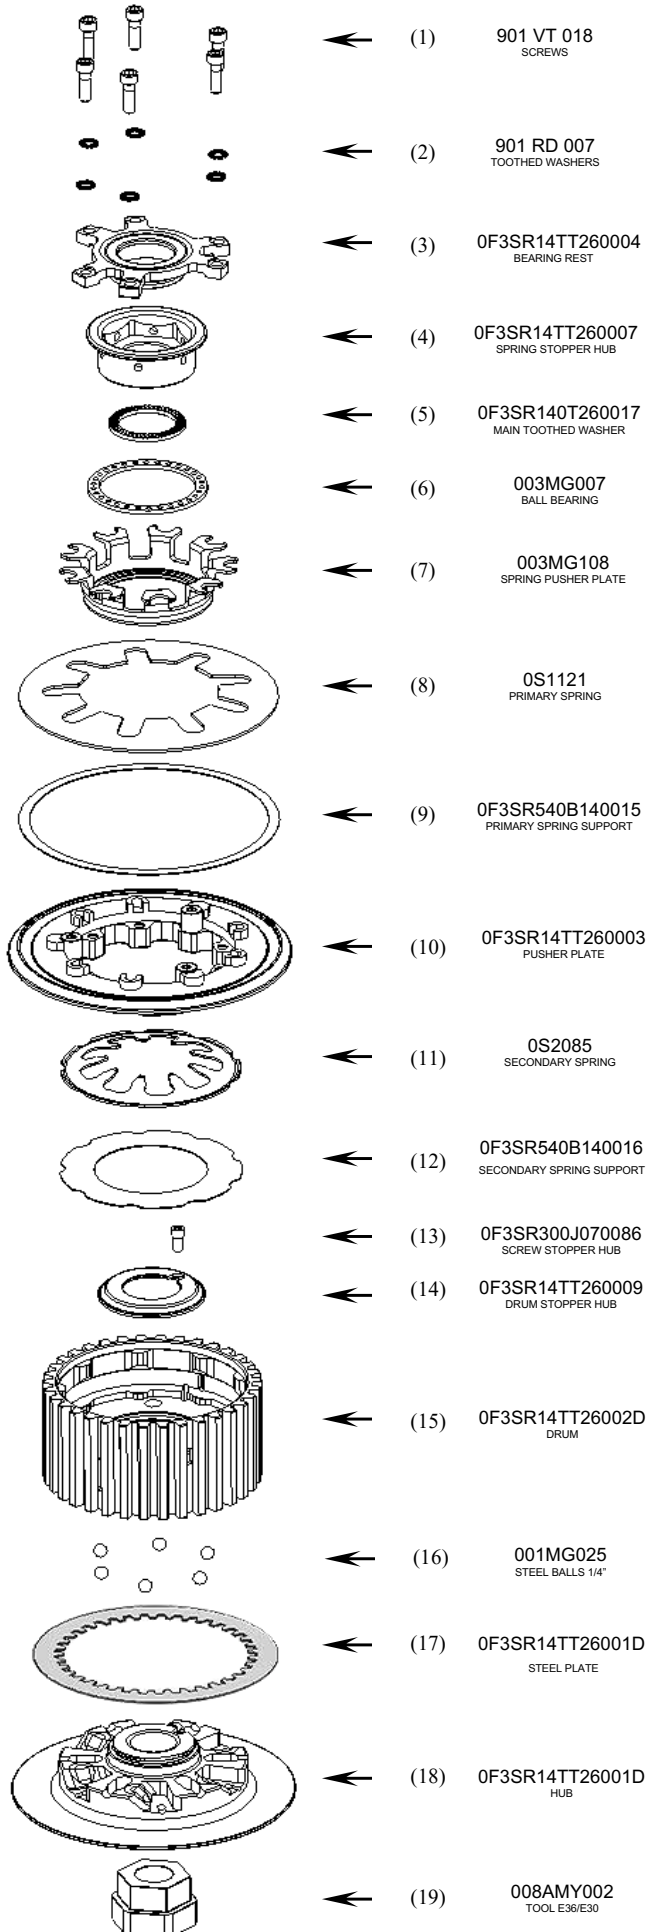 (1) 901 VT 018
SCREWS
(2) 901 RD 007
TOOTHED WASHERS
(3) 0F3SR14TT260004
BEARING REST
(4) 0F3SR14TT260007
SPRING STOPPER HUB
(5) 0F3SR140T260017
MAIN TOOTHED WASHER
(6) 003MG007
BALL BEARING
(7) 003MG108
SPRING PUSHER PLATE
(8) 0S1121
PRIMARY SPRING
(9) 0F3SR540B140015
PRIMARY SPRING SUPPORT
(10) 0F3SR14TT260003
PUSHER PLATE
(11) 0S2085
SECONDARY SPRING
(12) 0F3SR540B140016
SECONDARY SPRING SUPPORT
(13) 0F3SR300J070086
SCREW STOPPER HUB
(14) 0F3SR14TT260009
DRUM STOPPER HUB
(15) 0F3SR14TT26002D
DRUM
(16) 001MG025
STEEL BALLS 1/4”
(17) 0F3SR14TT26001D
STEEL PLATE
(18) 0F3SR14TT26001D
HUB
(19) 008AMY002
TOOL E36/E30